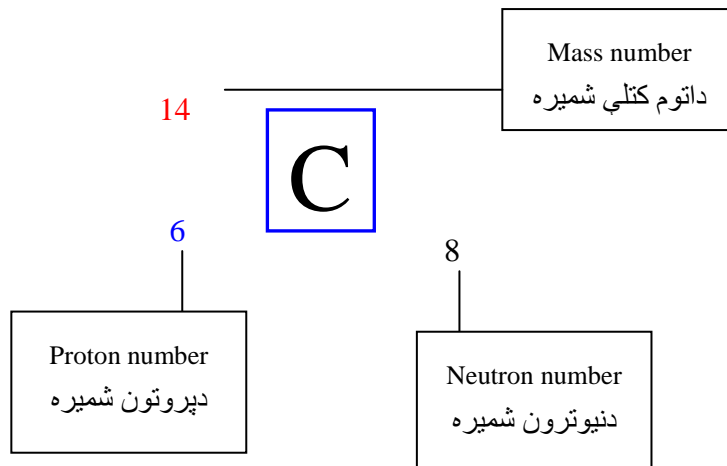 Mass number
داتوم کتلې شمیره
14
C
6
8
Proton number
دپروتون شمیره
Neutron number
دنیوترون شمیره